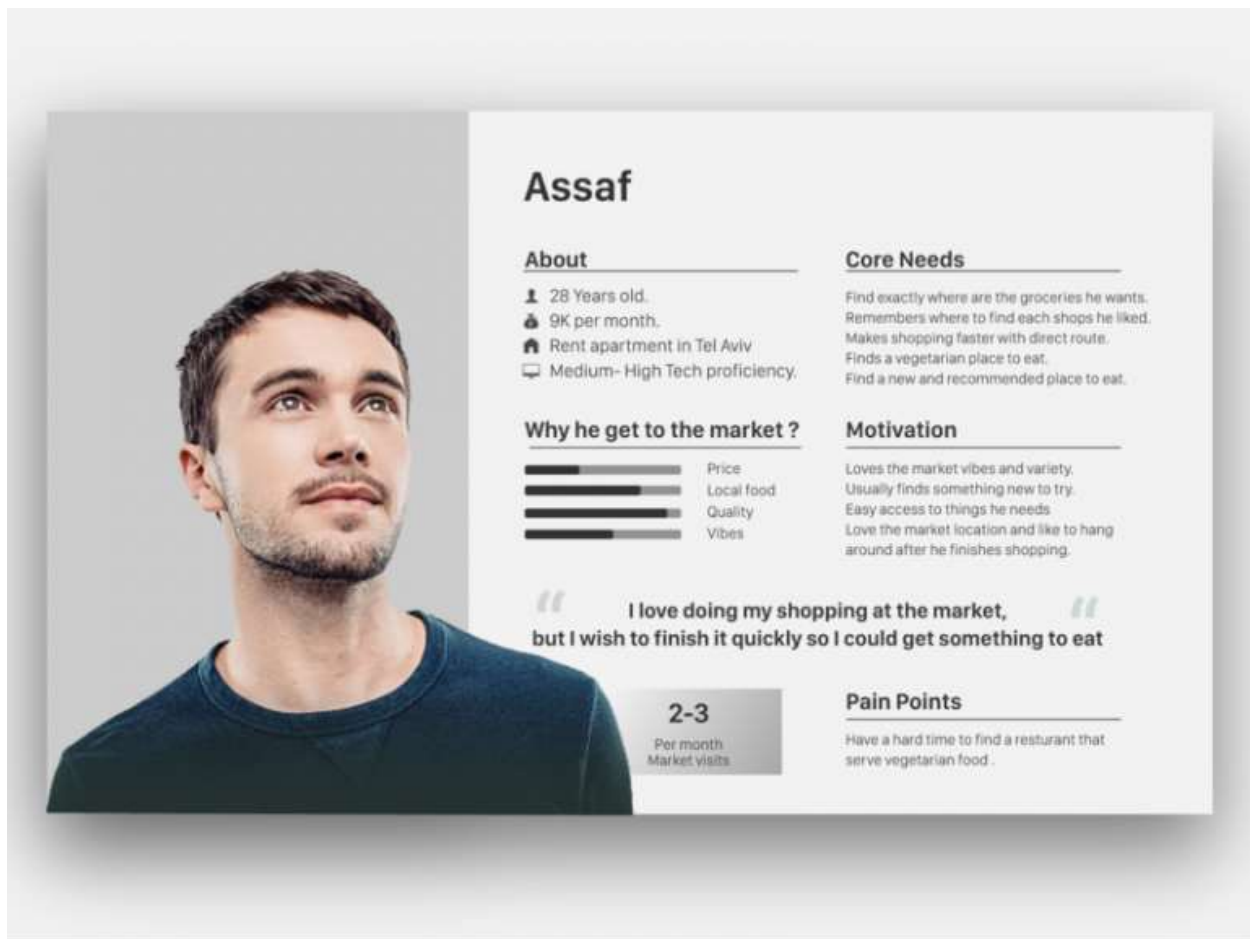 Assaf
About
28 Years old.
9K per month.
Rent apartment in Tel Aviv
Medium- High Tech proficiency.
Core Needs
Find exactly where are the groceries he wants.
Remembers where to find each shops he liked.
Makes shopping faster with direct route.
Finds a vegetarian place to eat.
Find a new and recommended place to eat.
Why he get to the market ?
Price
Local food
Quality
Vibes
Motivation
Loves the market vibes and variety.
Usually finds something new to try.
Easy access to things he needs
Love the market location and like to hang
around after he finishes shopping.
“ I love doing my shopping at the market, “
but I wish to finish it quickly so I could get something to eat
2-3
Per month
Market visits
Pain Points
Have a hard time to find a resturant that
serve vegetarian food .